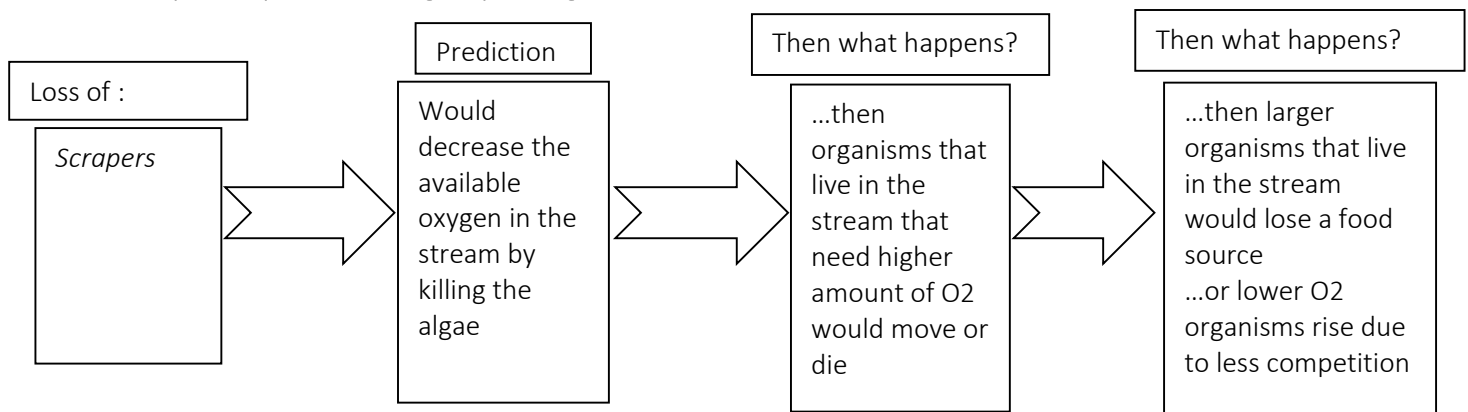 Loss of :
Scrapers
Prediction
Would
decrease the
available
oxygen in the
stream by
killing the
algae
Then what happens?
...then
organisms that
live in the
stream that
need higher
amount of O2
would move or
die
Then what happens?
...then larger
organisms that live
in the stream
would lose a food
source
...or lower O2
organisms rise due
to less competition